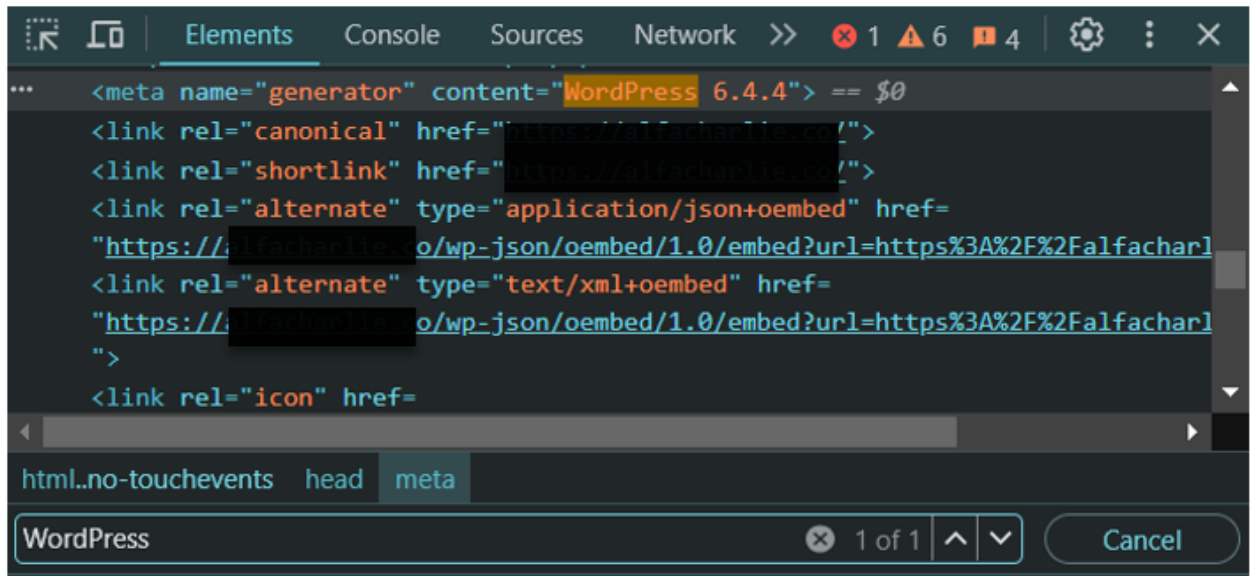 Elements Console Sources Network >> 1 6 4
... <meta name="generator" content="WordPress 6.4.4"> == $0
<link rel="canonical" href="/">
<link rel="shortlink" href="/">
<link rel="alternate" type="application/json+oembed" href=
"https://o/wp-json/oembed/1.0/embed?url=https%3A%2F%2Falfacharl
<link rel="alternate" type="text/xml+oembed" href=
"https://o/wp-json/oembed/1.0/embed?url=https%3A%2F%2Falfacharl
">
<link rel="icon" href=
html..no-touchevents head meta
WordPress 1 of 1 Cancel